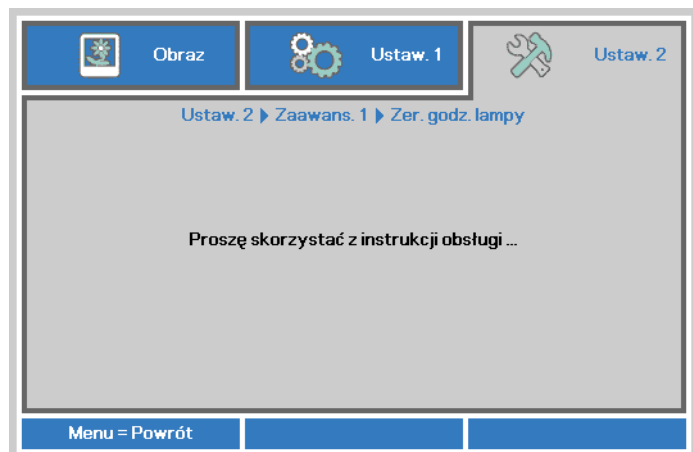 Obraz
Ustaw. 1
Ustaw. 2
Ustaw. 2 ▶ Zaawans. 1 ▶ Zer. godz. lampy
Proszę skorzystać z instrukcji obsługi ...
Menu = Powrót